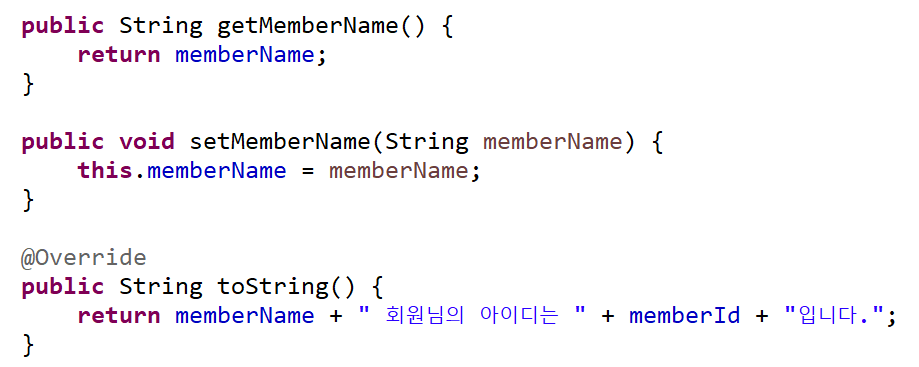 public String getMemberName() {
    return memberName;
}

public void setMemberName(String memberName) {
    this.memberName = memberName;
}

@Override
public String toString() {
    return memberName + " 회원님의 아이디는 " + memberId + "입니다.";
}